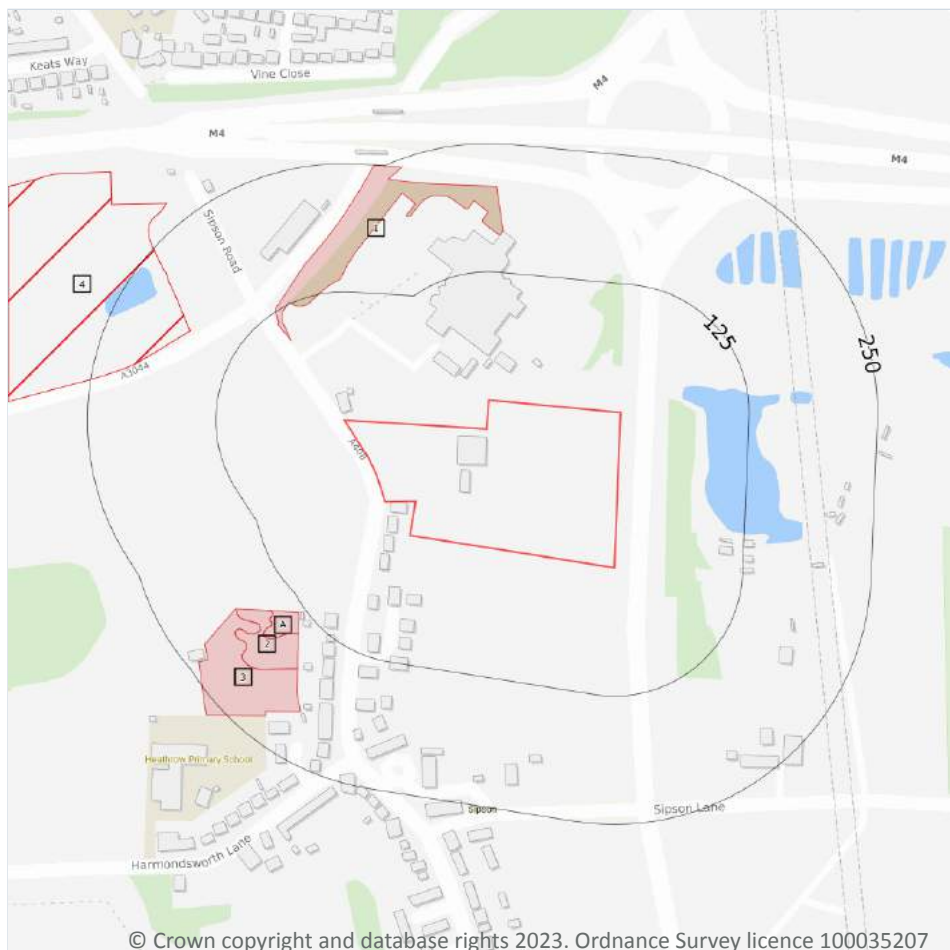 Keats Way
Vine Close
M4
M4
M4
Sipson Road
1
4
A3044
125
250
A408
A
2
3
Heathrow Primary School
Sipson
Sipson Lane
Harmondsworth Lane
© Crown copyright and database rights 2023. Ordnance Survey licence 100035207